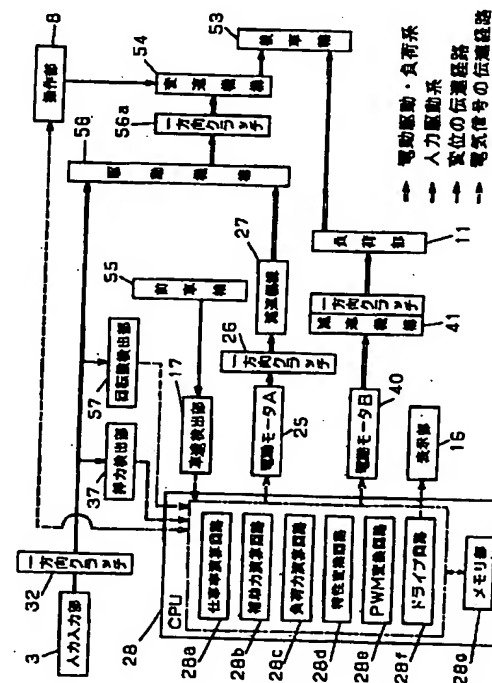 8
操作部
54
変速機構
53
後車輪
56a
一方向クラッチ
58
駆動機構
27
減速機構
55
前車輪
26
一方向クラッチ
負荷部
11
一方向クラッチ
減速機構
41
57
回転数検出部
37
踏力検出部
17
車速検出部
電動モータA
25
電動モータB
40
表示部
16
一方向クラッチ
32
人力入力部
3
28
CPU
28a
仕事率演算回路
28b
補助力演算回路
28c
負荷力演算回路
28d
特性変換回路
28e
PWM変換回路
28f
ドライブ回路
メモリ部
電動駆動・負荷系
人力駆動系
変位の伝達経路
電気信号の伝達経路